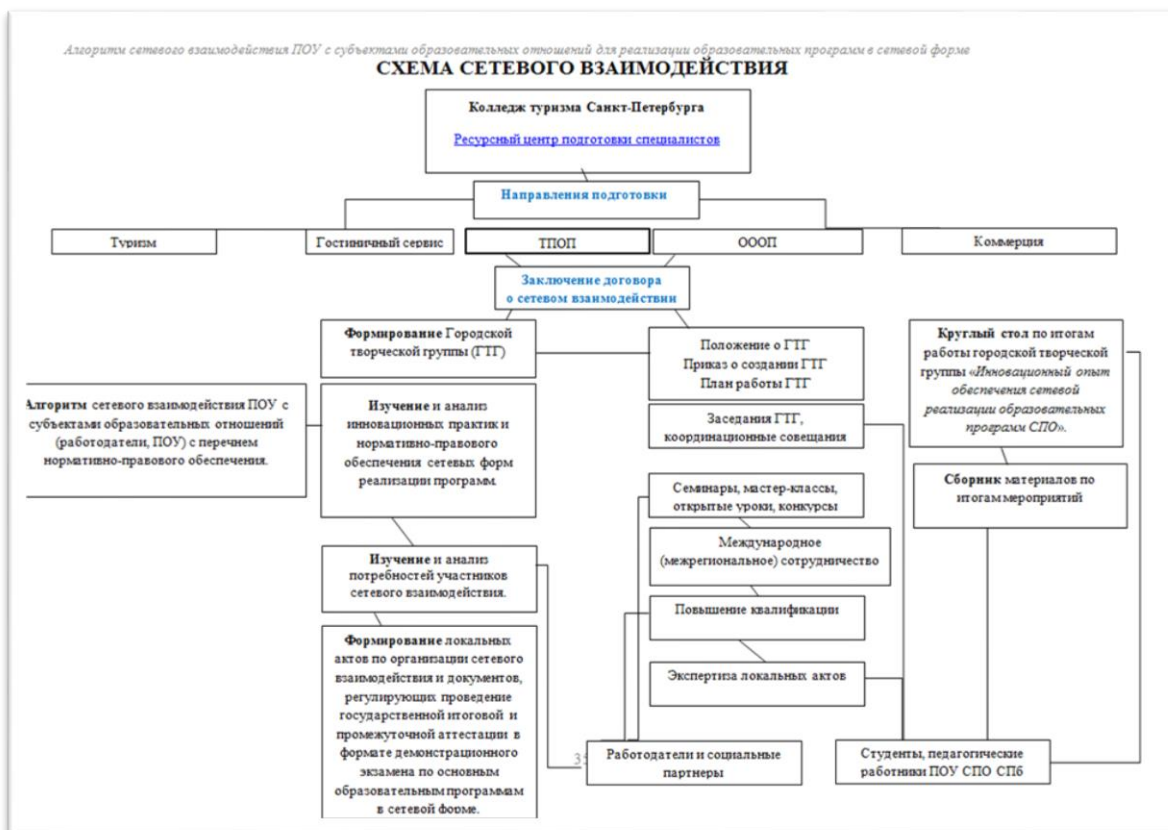 Алгоритм сетевого взаимодействия ПОУ с субъектами образовательных отношений для реализации образовательных программ в сетевой форме
СХЕМА СЕТЕВОГО ВЗАИМОДЕЙСТВИЯ
Колледж туризма Санкт-Петербурга
Ресурсный центр подготовки специалистов
Направления подготовки
Туризм
Гостиничный сервис
ТПОП
ОООП
Коммерция
Заключение договора
о сетевом взаимодействии
Формирование Городской
творческой группы (ГТГ)
Положение о ГТГ
Приказ о создании ГТГ
План работы ГТГ
Круглый стол по итогам
работы городской творческой
группы «Инновационный опыт
обеспечения сетевой
реализации образовательных
программ СПО».
Алгоритм сетевого взаимодействия ПОУ с
субъектами образовательных отношений
(работодатели, ПОУ) с перечнем
нормативно-правового обеспечения.
Изучение и анализ
инновационных практик и
нормативно-правового
обеспечения сетевых форм
реализации программ.
Заседания ГТГ,
координационные совещания
Сборник материалов по
итогам мероприятий
Семинары, мастер-классы,
открытые уроки, конкурсы
Международное
(межрегиональное) сотрудничество
Изучение и анализ
потребностей участников
сетевого взаимодействия.
Повышение квалификации
Формирование локальных
актов по организации сетевого
взаимодействия и документов,
регулирующих проведение
государственной итоговой и
промежуточной аттестации в
формате демонстрационного
экзамена по основным
образовательным программам
в сетевой форме.
Экспертиза локальных актов
Работодатели и социальные
партнеры
Студенты, педагогические
работники ПОУ СПО СПб